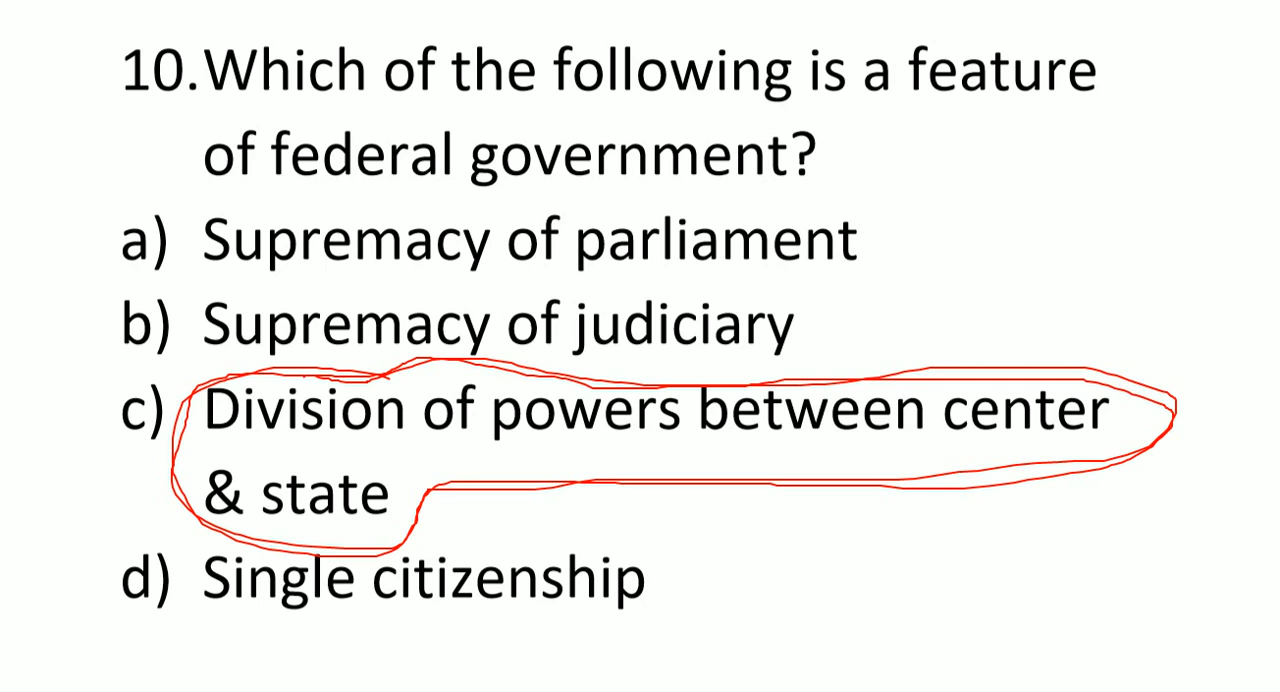 10. Which of the following is a feature
of federal government?
a) Supremacy of parliament
b) Supremacy of judiciary
c) Division of powers between center
& state
d) Single citizenship